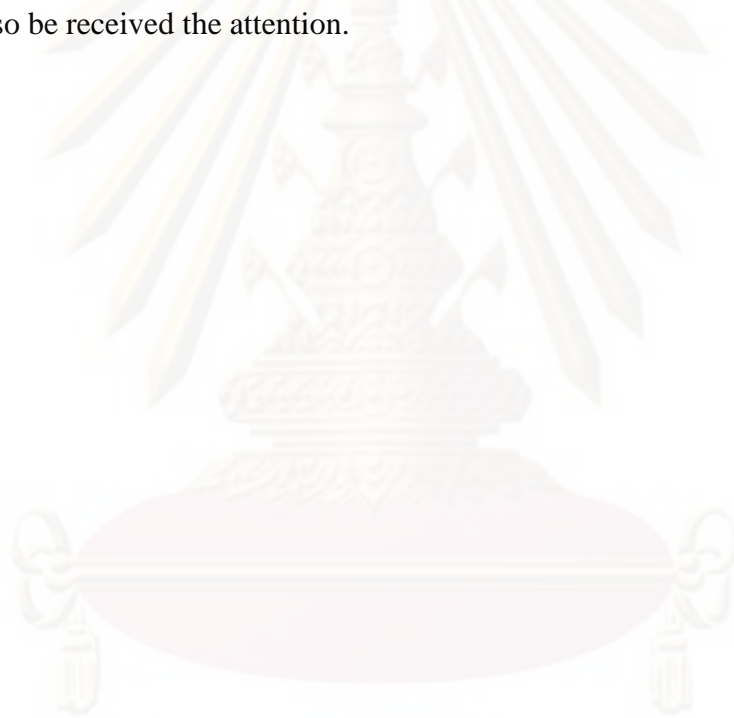 so be received the attention.